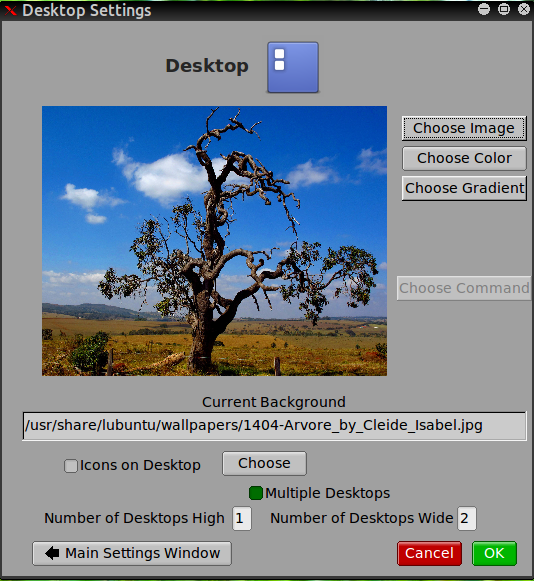 Desktop Settings
Desktop
Choose Image
Choose Color
Choose Gradient
Choose Command
Current Background
/usr/share/lubuntu/wallpapers/1404-Arvore_by_Cleide_Isabel.jpg
Icons on Desktop Choose
Multiple Desktops
Number of Desktops High 1 Number of Desktops Wide 2
Main Settings Window Cancel OK